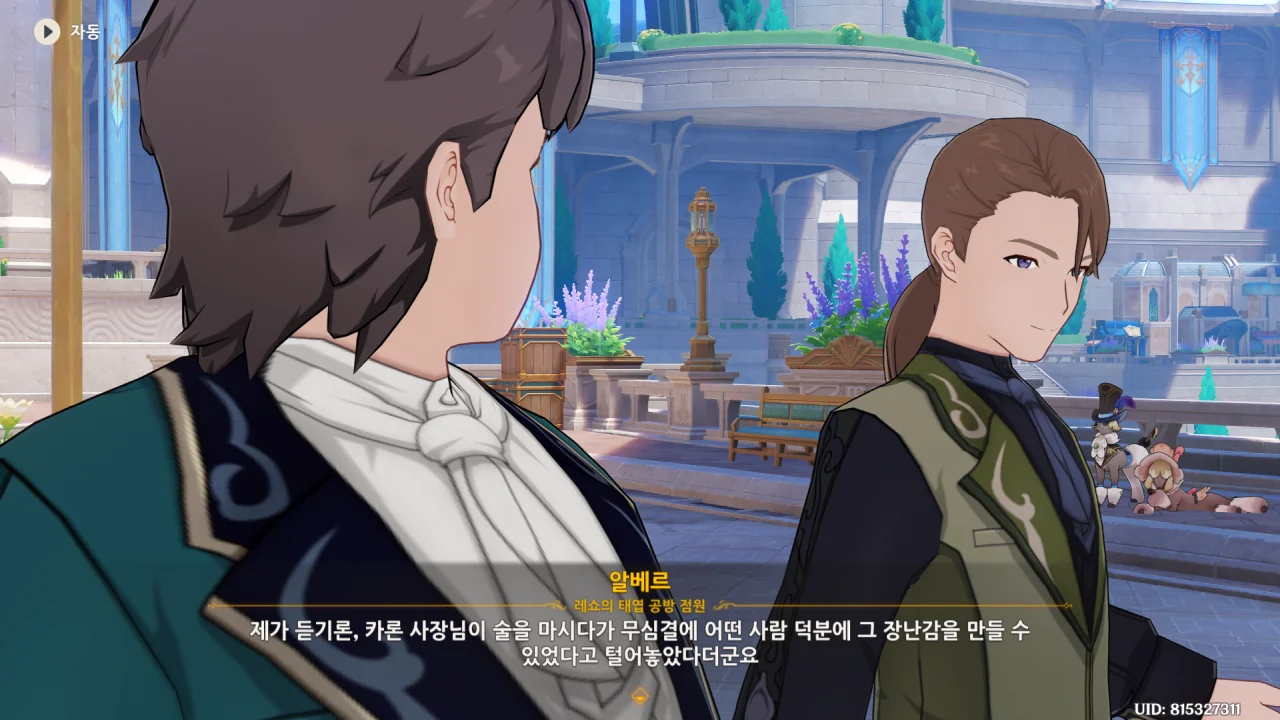 자동
알베르
레쇼의 태엽 공방 점원
제가 듣기론, 카론 사장님이 술을 마시다가 무심결에 어떤 사람 덕분에 그 장난감을 만들 수
있었다고 털어놓았다더군요
UID: 815327311